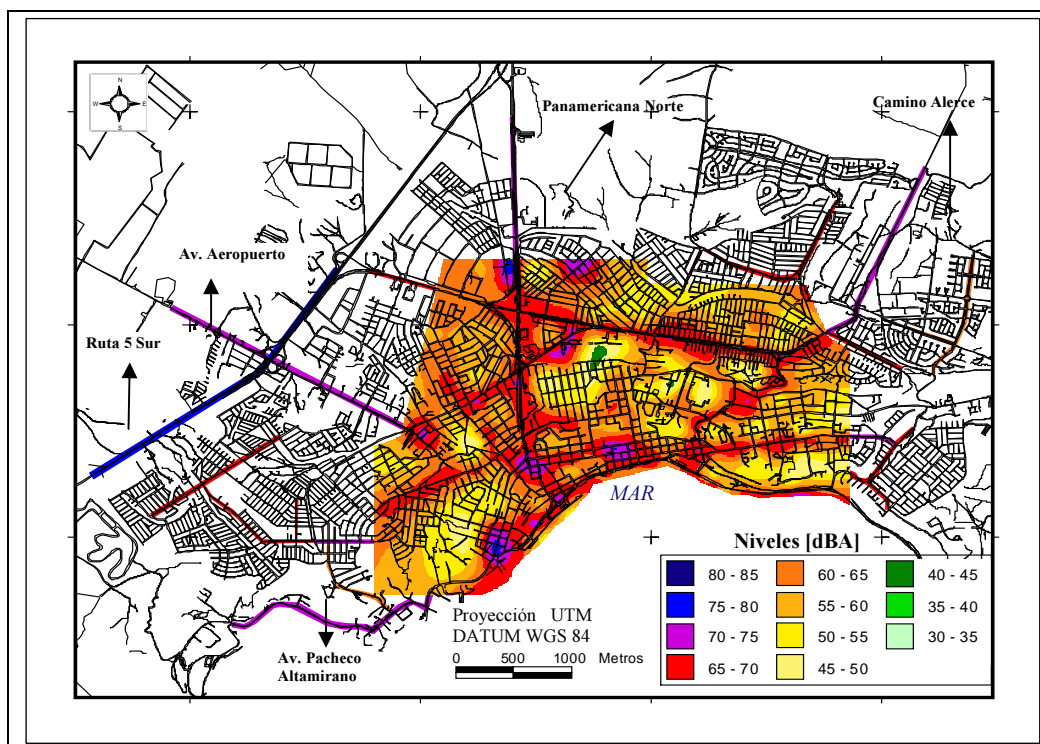 N
W E
S
Panamericana Norte
Camino Alerce
Av. Aeropuerto
Ruta 5 Sur
MAR
Niveles [dBA]
80 - 85
75 - 80
70 - 75
65 - 70
60 - 65
55 - 60
50 - 55
45 - 50
40 - 45
35 - 40
30 - 35
Proyección UTM
DATUM WGS 84
0 500 1000 Metros
Av. Pacheco
Altamirano